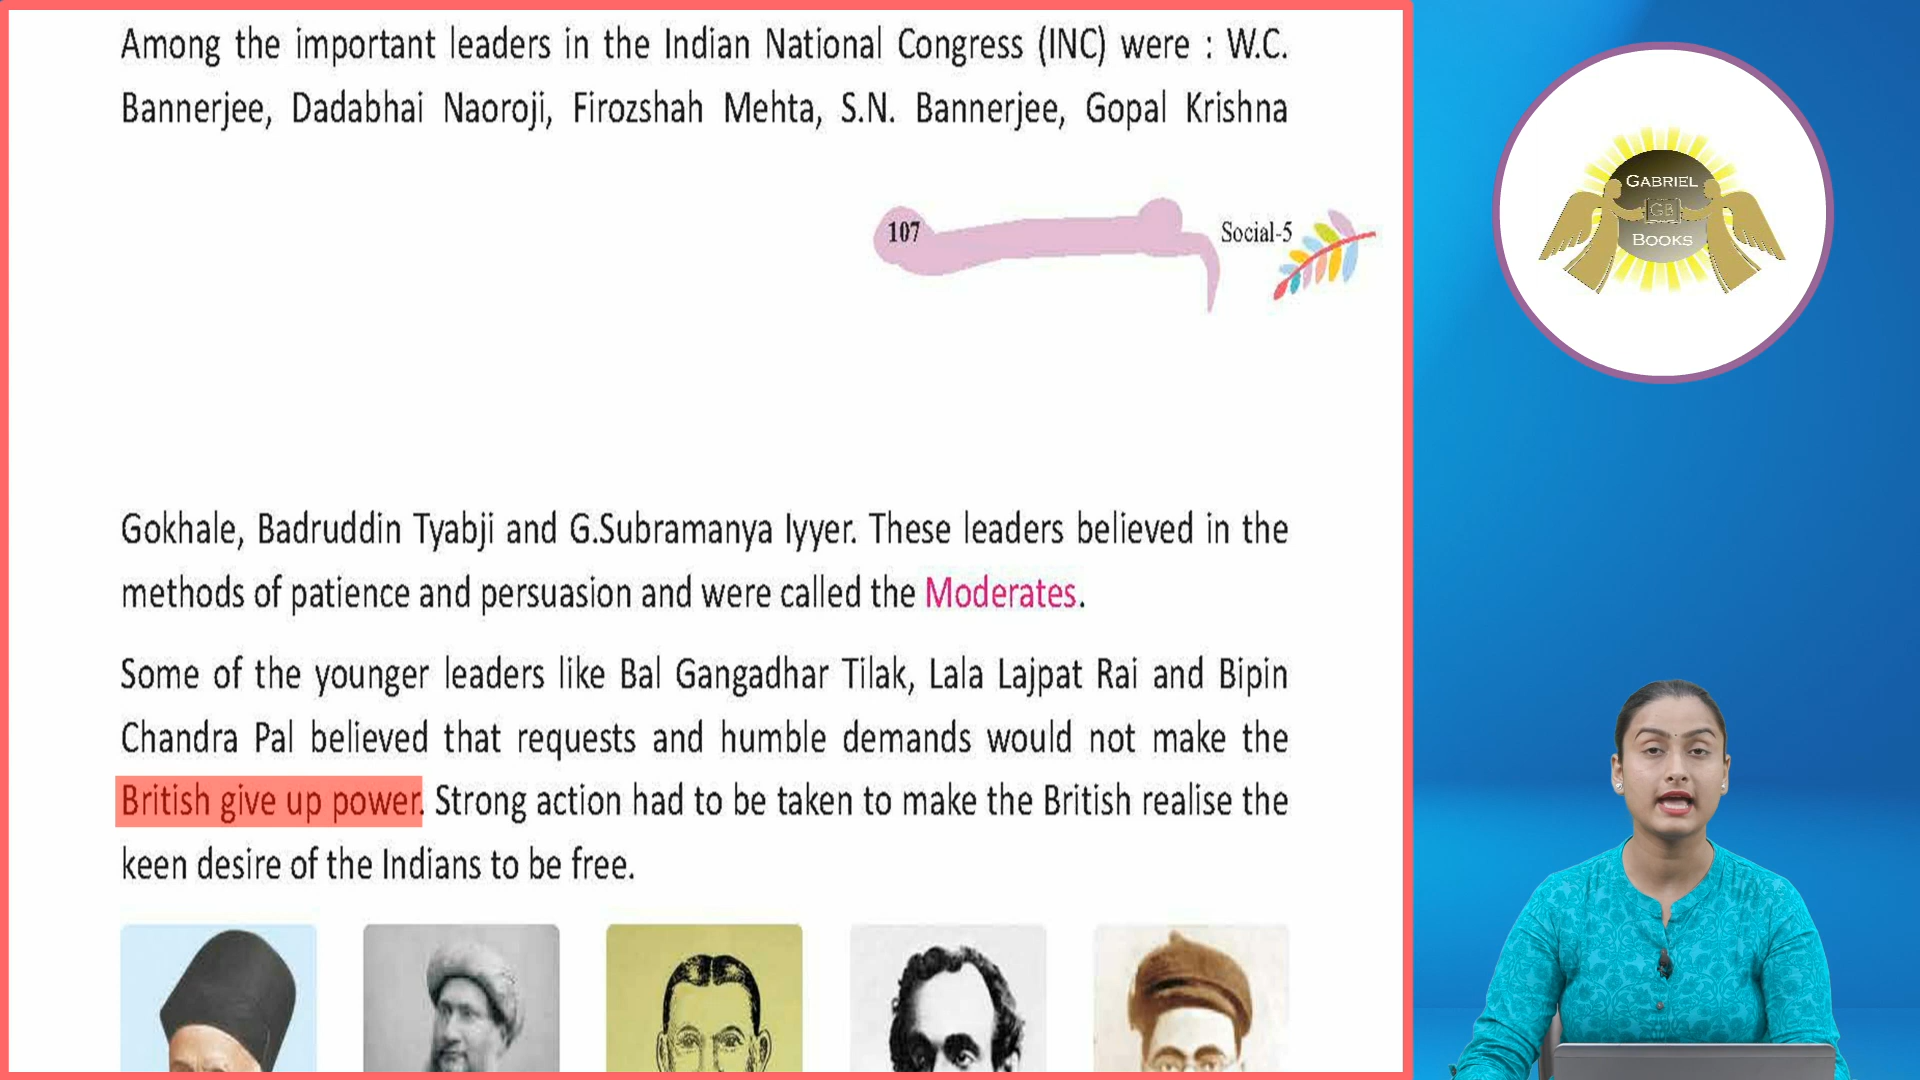 Among the important leaders in the Indian National Congress (INC) were : W.C.
Bannerjee, Dadabhai Naoroji, Firozshah Mehta, S.N. Bannerjee, Gopal Krishna
107
Social-5
Gokhale, Badruddin Tyabji and G.Subramanya Iyyer. These leaders believed in the
methods of patience and persuasion and were called the Moderates.
Some of the younger leaders like Bal Gangadhar Tilak, Lala Lajpat Rai and Bipin
Chandra Pal believed that requests and humble demands would not make the
British give up power. Strong action had to be taken to make the British realise the
keen desire of the Indians to be free.
GABRIEL
GB
BOOKS